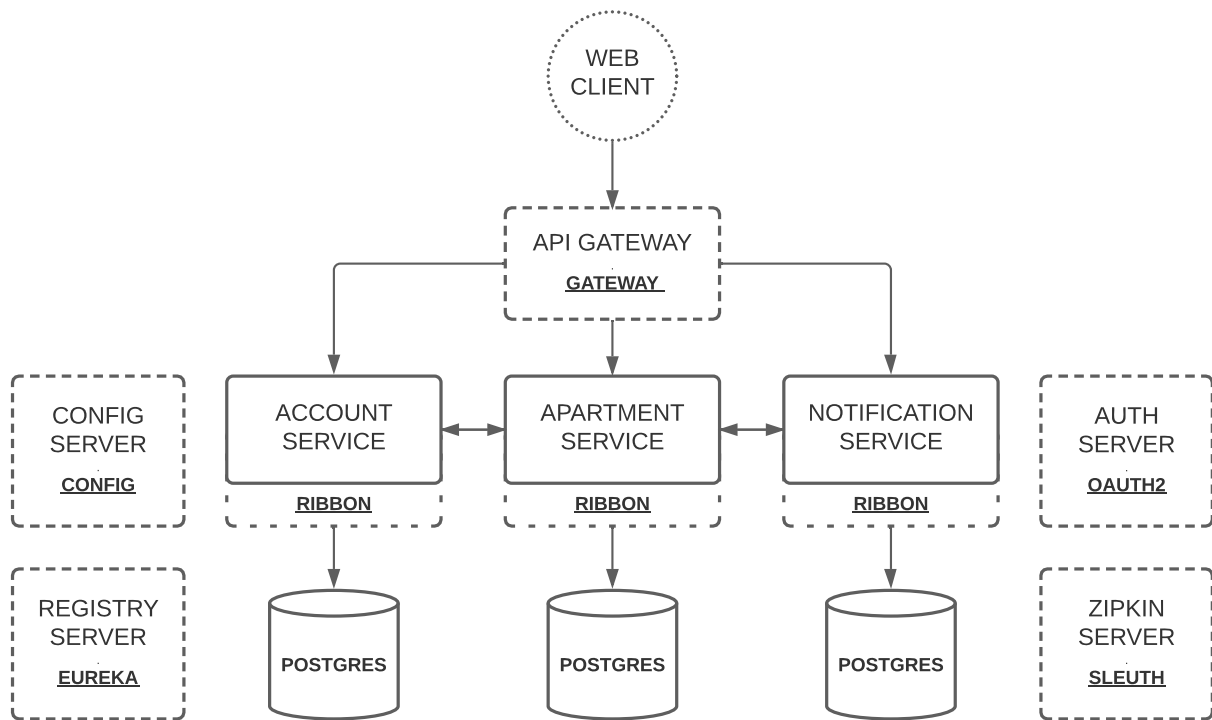 WEB
CLIENT
API GATEWAY
GATEWAY
CONFIG
SERVER
CONFIG
ACCOUNT
SERVICE
RIBBON
APARTMENT
SERVICE
RIBBON
NOTIFICATION
SERVICE
RIBBON
AUTH
SERVER
OAUTH2
REGISTRY
SERVER
EUREKA
POSTGRES
POSTGRES
POSTGRES
ZIPKIN
SERVER
SLEUTH